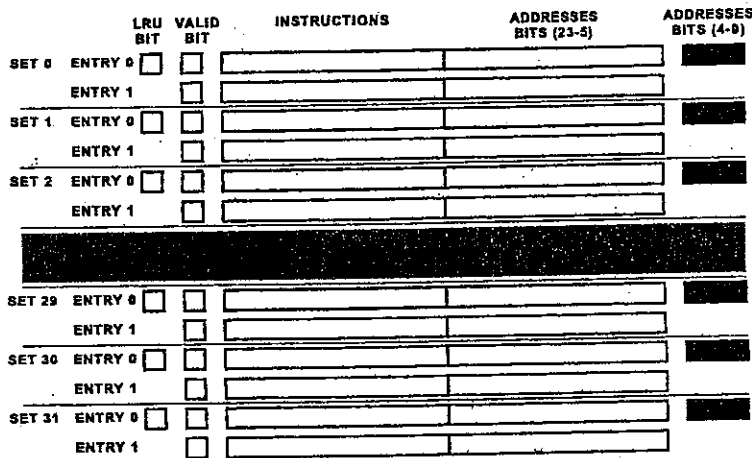 LRU BIT VALID BIT INSTRUCTIONS ADDRESSES BITS (23-5) ADDRESSES BITS (4-0)
SET 0 ENTRY 0
ENTRY 1
SET 1 ENTRY 0
ENTRY 1
SET 2 ENTRY 0
ENTRY 1
SET 29 ENTRY 0
ENTRY 1
SET 30 ENTRY 0
ENTRY 1
SET 31 ENTRY 0
ENTRY 1